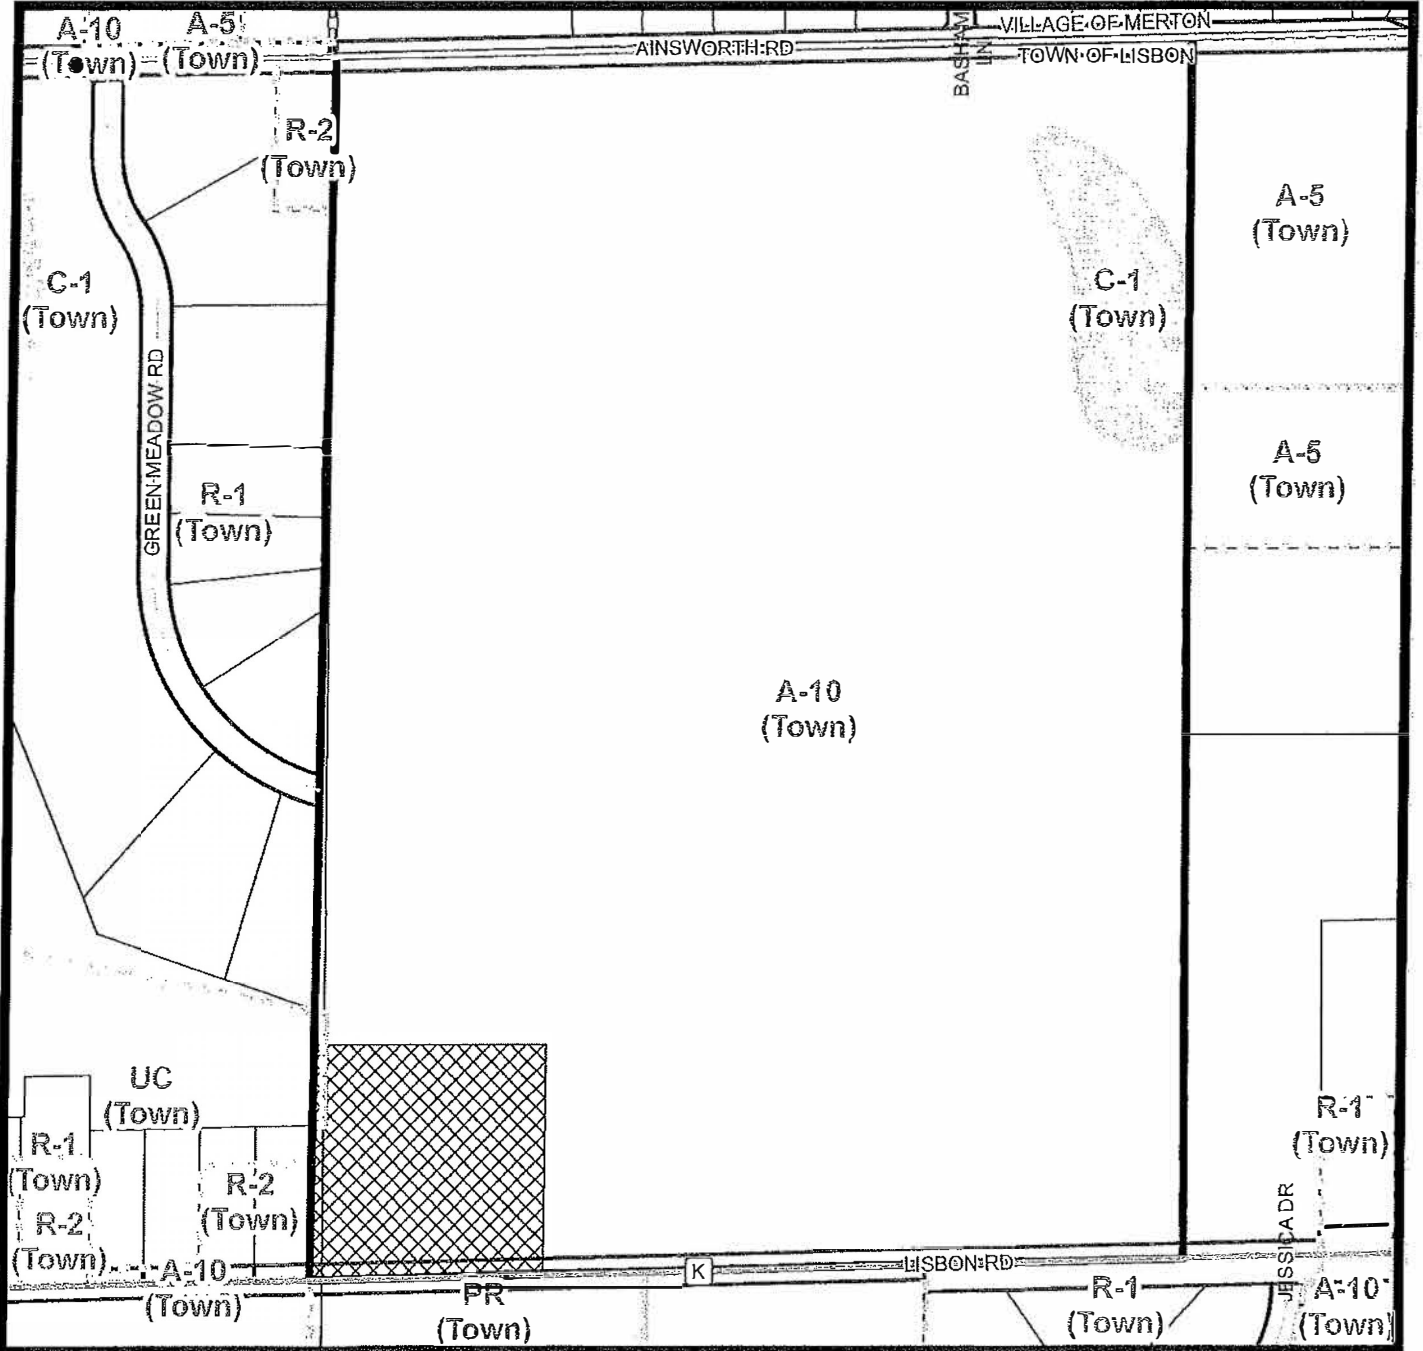 A-10
(Town)
A-5
(Town)
AINSWORTH RD
BASHAM
LN
VILLAGE OF MERTON
TOWN OF LISBON
R-2
(Town)
A-5
(Town)
C-1
(Town)
C-1
(Town)
GREEN MEADOW RD
A-5
(Town)
R-1
(Town)
A-10
(Town)
UC
(Town)
R-1
(Town)
R-1
(Town)
R-2
(Town)
R-2
(Town)
JESSICA DR
A-10
(Town)
K
LISBON RD
PR
(Town)
R-1
(Town)
A-10
(Town)